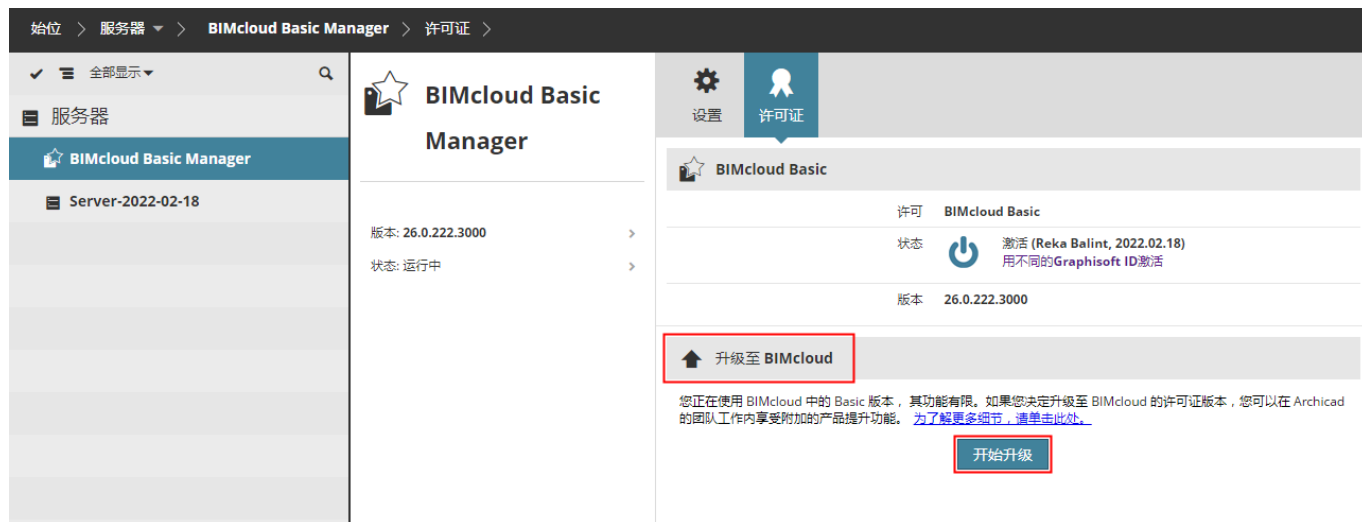 始位 > 服务器 > BIMcloud Basic Manager > 许可证 >
全部显示
服务器
BIMcloud Basic Manager
Server-2022-02-18
BIMcloud Basic
Manager
版本: 26.0.222.3000
状态: 运行中
设置
许可证
BIMcloud Basic
许可 BIMcloud Basic
状态 激活 (Reka Balint, 2022.02.18)
用不同的Graphisoft ID激活
版本 26.0.222.3000
升级至 BIMcloud
您正在使用 BIMcloud 中的 Basic 版本，其功能有限。如果您决定升级至 BIMcloud 的许可证版本，您可以在 Archicad
的团队工作内享受附加的产品提升功能。 为了解更多细节，请单击此处。
开始升级